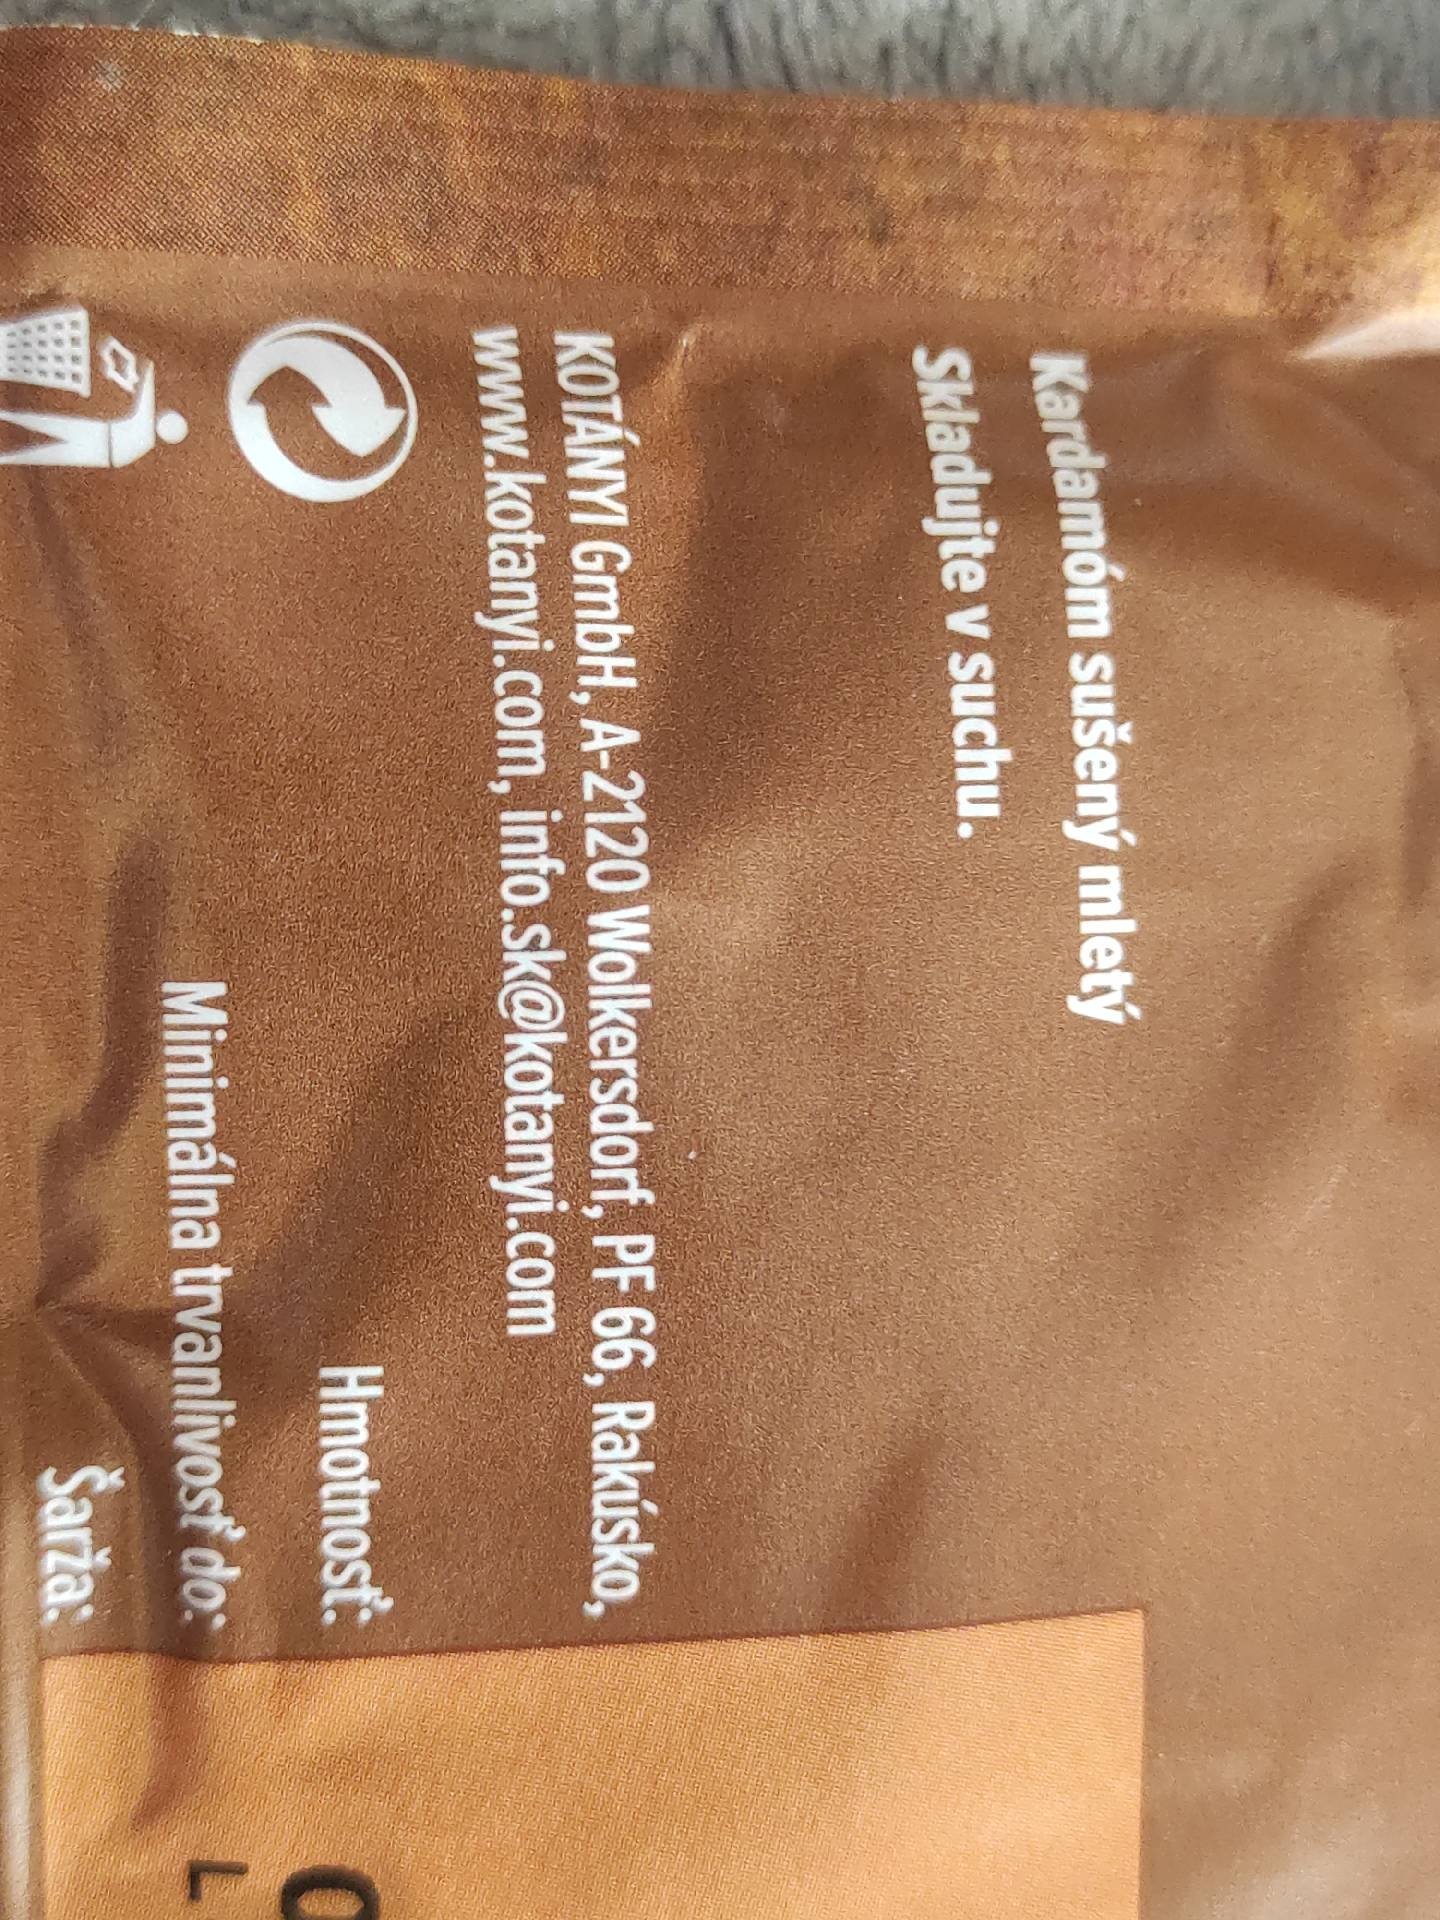 Kardamóm sušený mletý
Skladujte v suchu.
KOTÁNYI GmbH, A-2120 Wolkersdorf, PF 66, Rakúsko,
www.kotanyi.com, info.sk@kotanyi.com
Hmotnosť:
Minimálna trvanlivosť do:
Šarža: